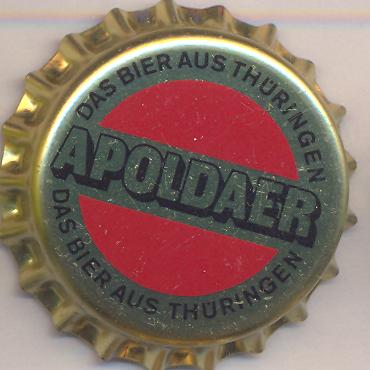 DAS BIER AUS THÜRINGEN
APOLDAER
DAS BIER AUS THÜRINGEN